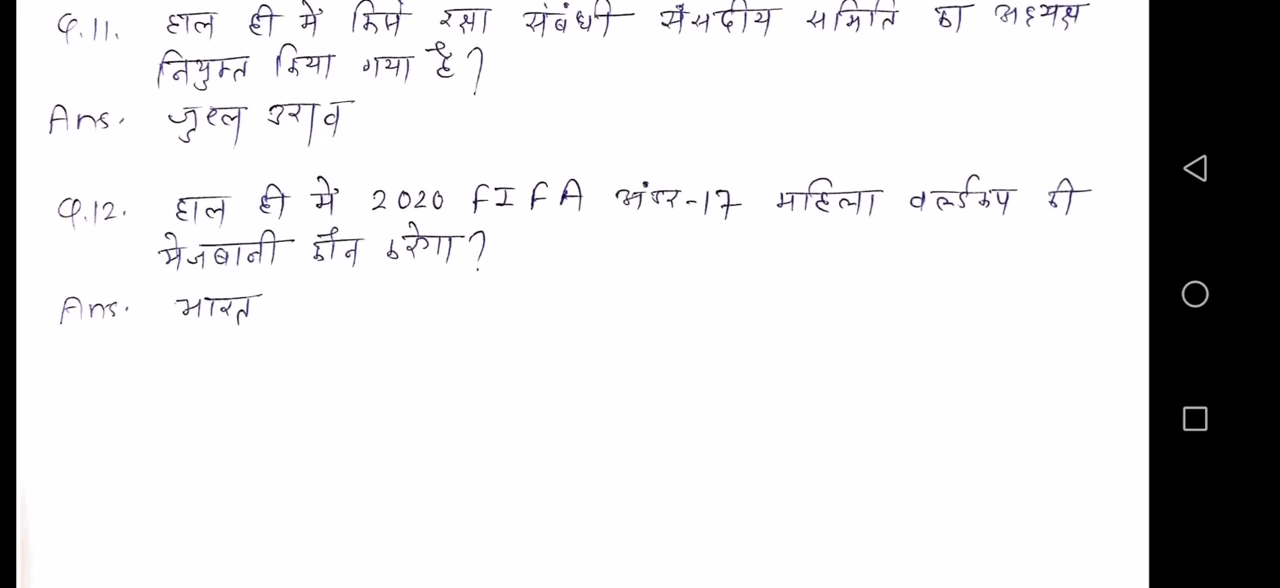 Q.11. हाल ही में किसे रक्षा संबंधी संसदीय समिति का अध्यक्ष
नियुक्त किया गया है?
Ans. जुएल उराव
Q.12. हाल ही में 2020 FIFA अंडर-17 महिला वर्ल्डकप की
मेजबानी कौन करेगा?
Ans. भारत